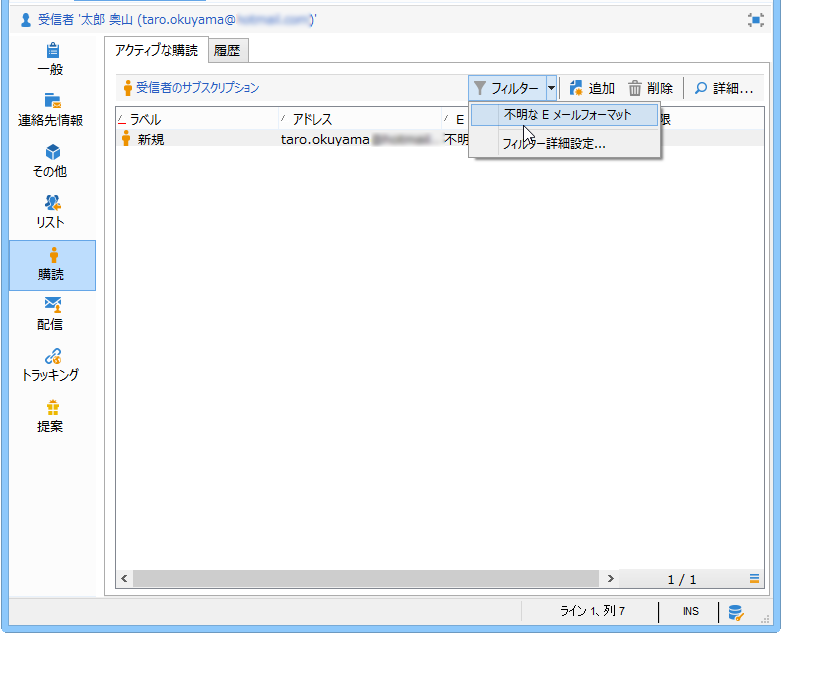 受信者 '太郎 奥山 (taro.okuyama@ )'
一般
連絡先情報
その他
リスト
購読
配信
トラッキング
提案
アクティブな購読 履歴
受信者のサブスクリプション フィルター 追加 削除 詳細...
ラベル アドレス E 限
新規 taro.okuyama 不明
不明な E メールフォーマット
フィルター詳細設定...
1 / 1
ライン 1、列 7 INS